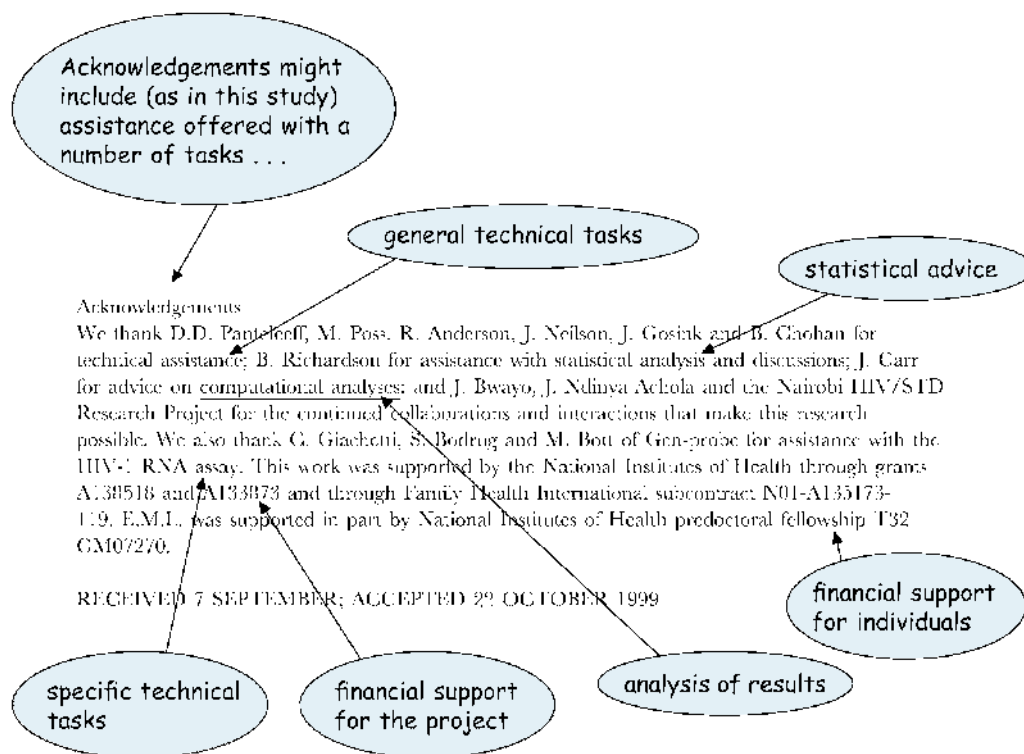 Acknowledgements might
include (as in this study)
assistance offered with a
number of tasks . . .
general technical tasks
statistical advice
Acknowledgements
We thank D.D. Panteleeff, M. Poss, R. Anderson, J. Neilson, J. Gosink and B. Chohan for
technical assistance; B. Richardson for assistance with statistical analysis and discussions; J. Carr
for advice on computational analyses; and J. Bwayo, J. Ndinya Achola and the Nairobi HIV/STD
Research Project for the continued collaborations and interactions that make this research
possible. We also thank C. Giachetti, S. Bodrug and M. Bott of Gen-probe for assistance with the
HIV-1 RNA assay. This work was supported by the National Institutes of Health through grants
A138518 and A133873 and through Family Health International subcontract N01-A135173-
119. E.M.L. was supported in part by National Institutes of Health predoctoral fellowship T32
GM07270.
RECEIVED 7 SEPTEMBER; ACCEPTED 22 OCTOBER 1999
financial support
for individuals
specific technical
tasks
financial support
for the project
analysis of results